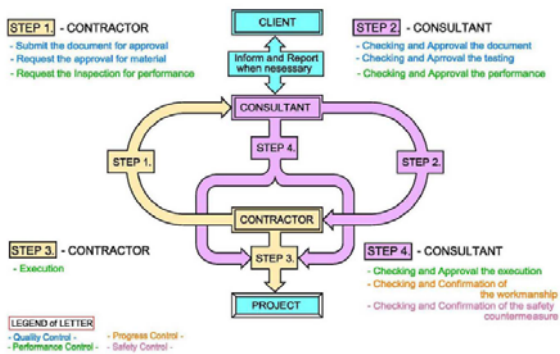 STEP 1. - CONTRACTOR
- Submit the document for approval
- Request the approval for material
- Request the Inspection for performance
CLIENT
Inform and Report
when nesessary
STEP 2. - CONSULTANT
- Checking and Aprroval the document
- Checking and Aprroval the testing
- Checking and Approval the performance
CONSULTANT
STEP 4.
STEP 1.
STEP 2.
CONTRACTOR
STEP 3.
PROJECT
STEP 3. - CONTRACTOR
- Execution
STEP 4. - CONSULTANT
- Checking and Approval the execution
- Checking and Confirmation of
the workmanship
- Checking and Confirmation of the safety
countermeasure
LEGEND of LETTER
- Quality Control - - Progress Control -
- Performance Control - - Safety Control -